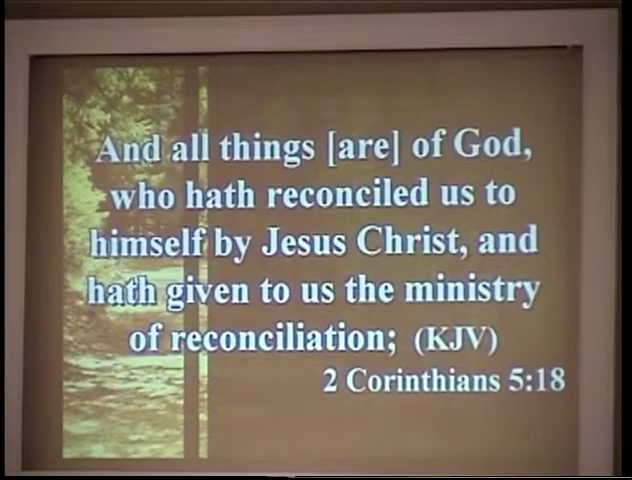 And all things [are] of God,
who hath reconciled us to
himself by Jesus Christ, and
hath given to us the ministry
of reconciliation; (KJV)
2 Corinthians 5:18